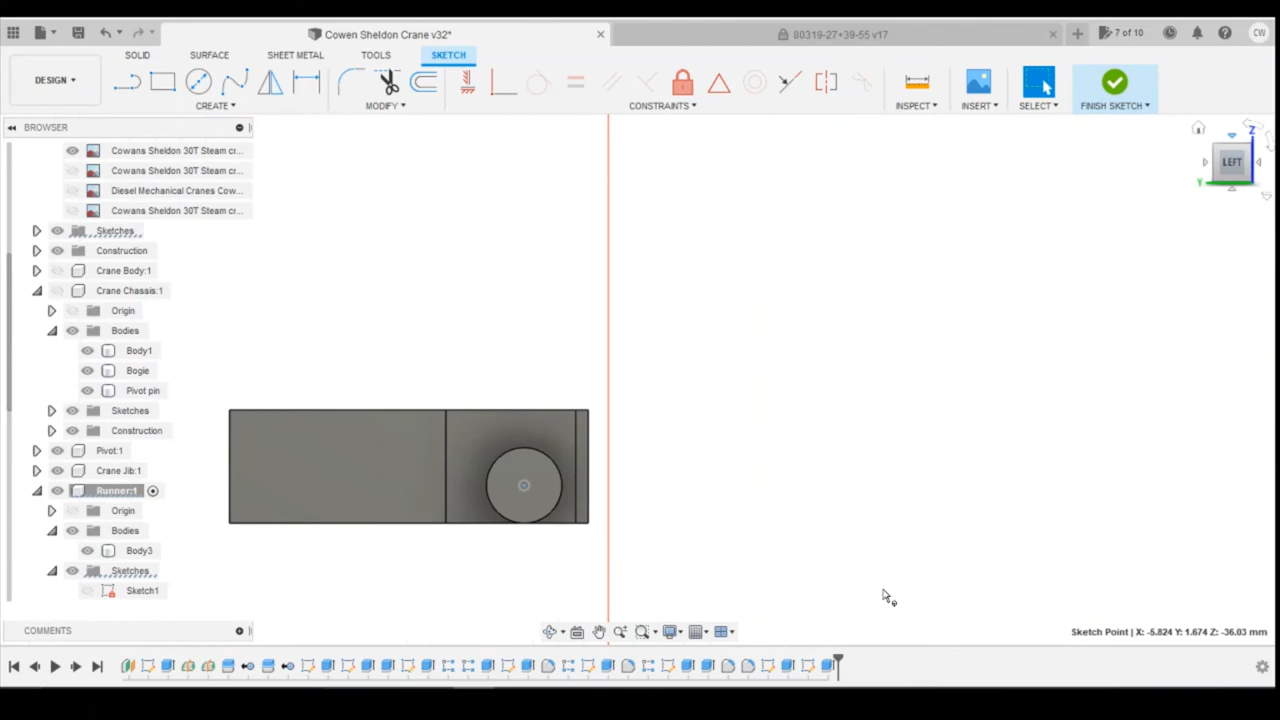 Cowen Sheldon Crane v32*
80319-27+39-55 v17
7 of 10
CW
DESIGN
SOLID
SURFACE
SHEET METAL
TOOLS
SKETCH
CREATE
MODIFY
CONSTRAINTS
INSPECT
INSERT
SELECT
FINISH SKETCH
BROWSER
Cowans Sheldon 30T Steam cr...
Cowans Sheldon 30T Steam cr...
Diesel Mechanical Cranes Cow...
Cowans Sheldon 30T Steam cr...
Sketches
Construction
Crane Body:1
Crane Chassis:1
Origin
Bodies
Body1
Bogie
Pivot pin
Sketches
Construction
Pivot:1
Crane Jib:1
Runner:1
Origin
Bodies
Body3
Sketches
Sketch1
Z
LEFT
Y
COMMENTS
Sketch Point | X: -5.824 Y: 1.674 Z: -36.03 mm